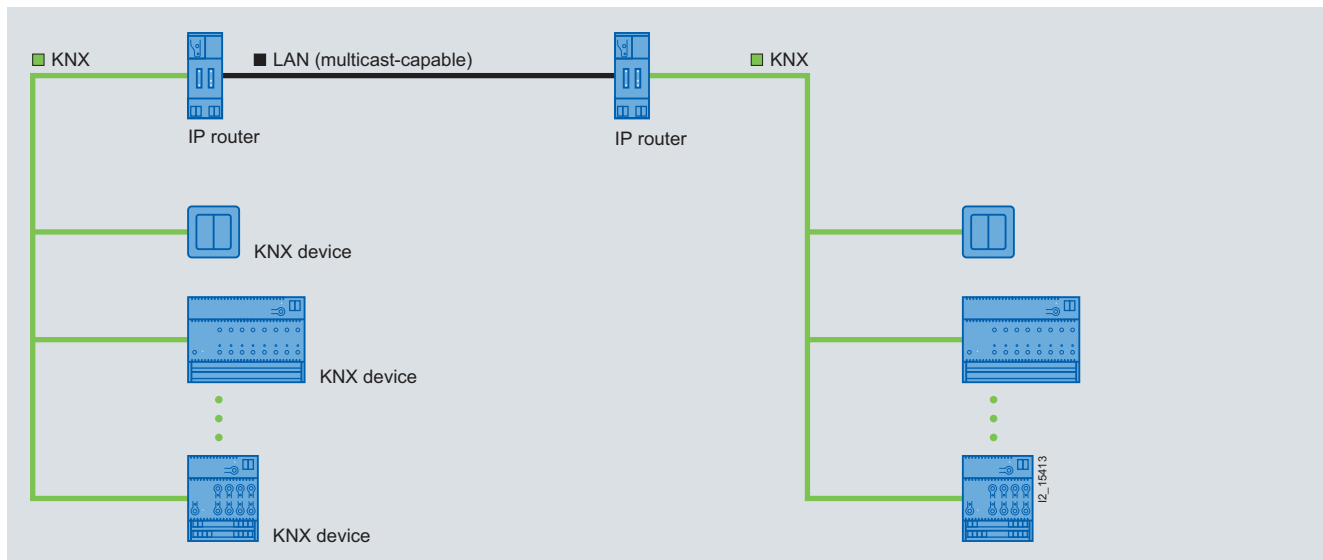 KNX
LAN (multicast-capable)
KNX
IP router
IP router
KNX device
KNX device
KNX device
I2_15413